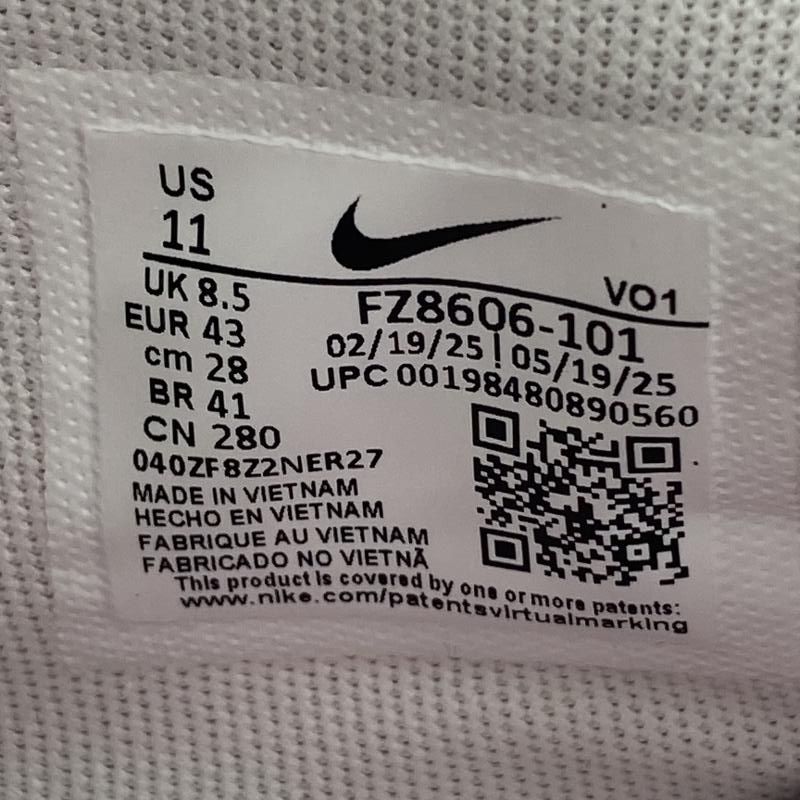 US
11
VO1
UK 8.5
FZ8606-101
EUR 43
02/19/25 | 05/19/25
cm 28
UPC 00198480890560
BR 41
CN 280
040ZF8Z2NER27
MADE IN VIETNAM
HECHO EN VIETNAM
FABRIQUE AU VIETNAM
FABRICADO NO VIETNÃ
This product is covered by one or more patents:
www.nike.com/patentsvirtualmarking